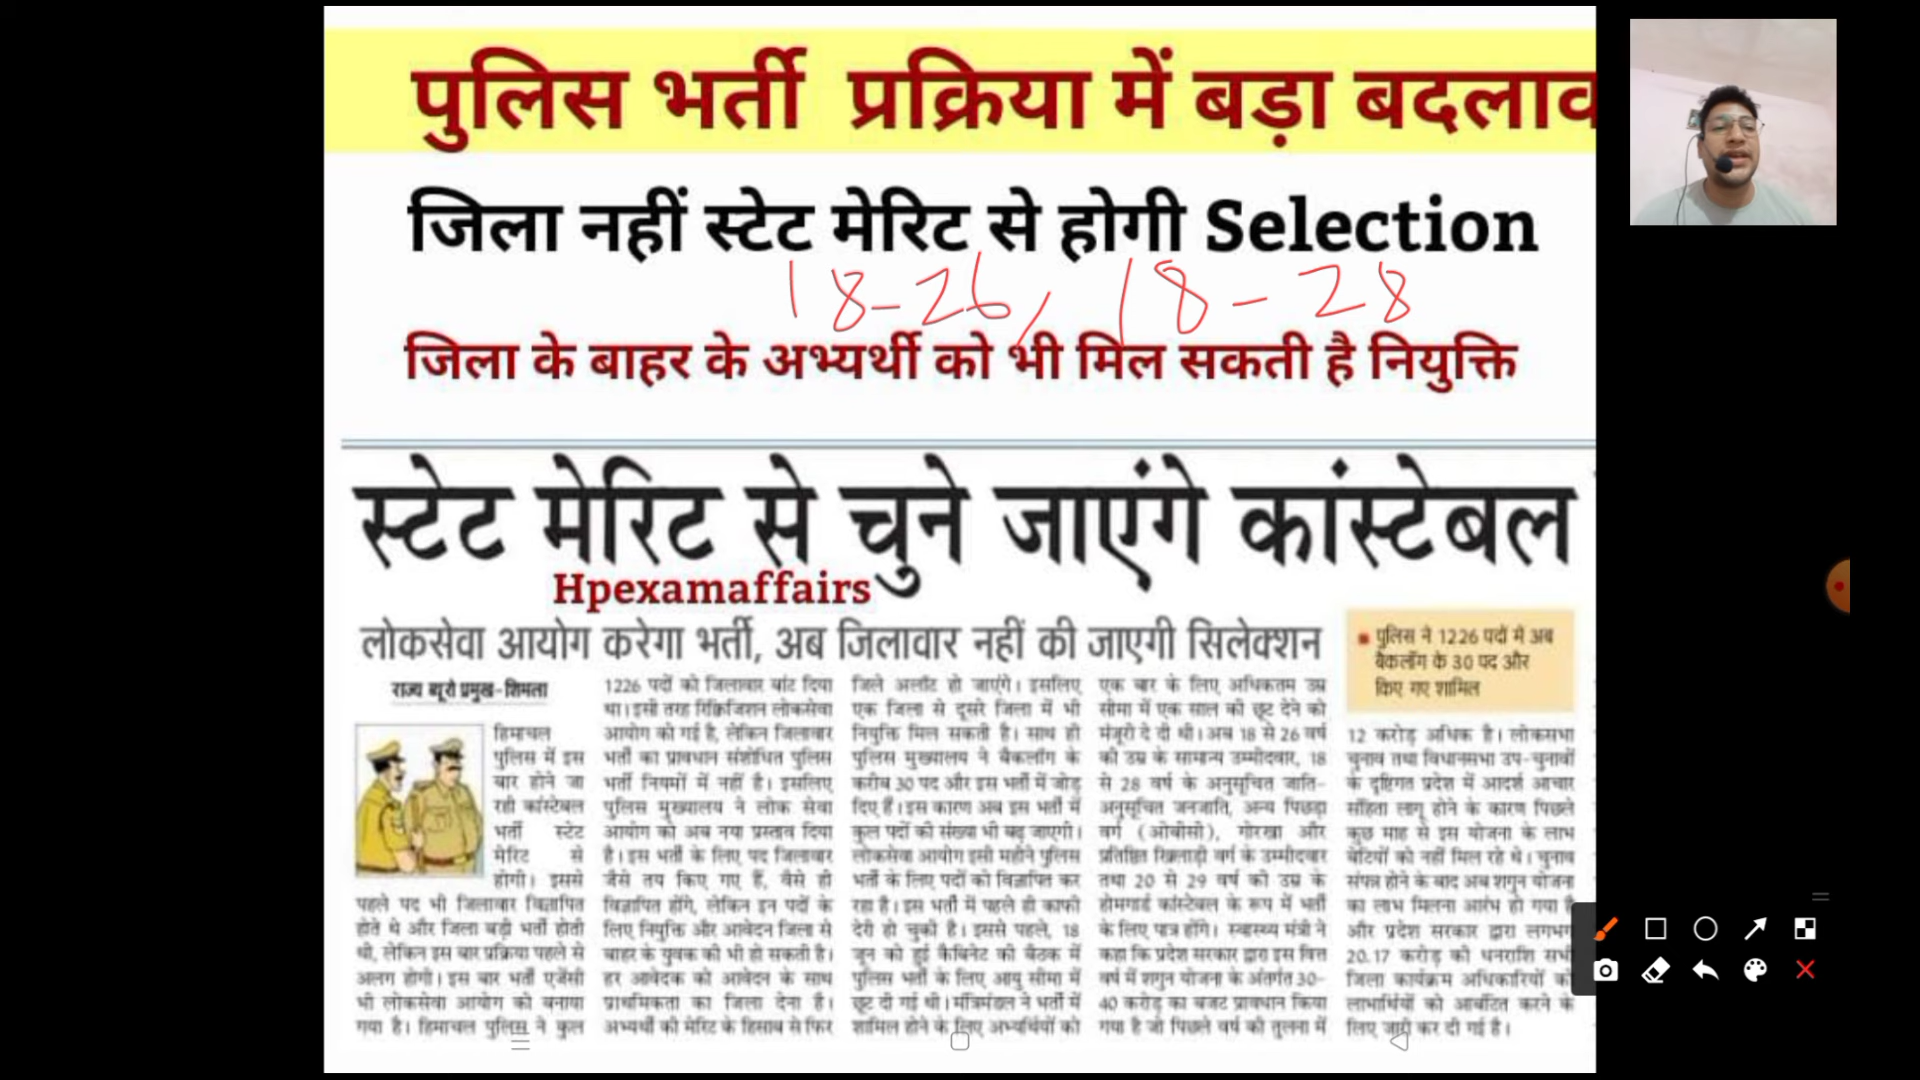 पुलिस भर्ती प्रक्रिया में बड़ा बदलाव
जिला नहीं स्टेट मेरिट से होगी Selection
18-26, 18-28
जिला के बाहर के अभ्यर्थी को भी मिल सकती है नियुक्ति
स्टेट मेरिट से चुने जाएंगे कांस्टेबल
Hpexamaffairs
लोकसेवा आयोग करेगा भर्ती, अब जिलावार नहीं की जाएगी सिलेक्शन
राज्य ब्यूरो प्रमुख-शिमला
हिमाचल
पुलिस में इस
बार होने जा
रही कांस्टेबल
भर्ती स्टेट
मेरिट से
होगी। इससे
पहले पद भी जिलावार विज्ञापित
होते थे और जिला बड़ी भर्ती होती
थी, लेकिन इस बार प्रक्रिया पहले से
अलग होगी। इस बार भर्ती एजेंसी
भी लोकसेवा आयोग को बनाया
गया है। हिमाचल पुलिस ने कुल
1226 पदों को जिलावार बांट दिया
था। इसी तरह रिक्विजिशन लोकसेवा
आयोग को गई है, लेकिन जिलावार
भर्ती का प्रावधान संशोधित पुलिस
भर्ती नियमों में नहीं है। इसलिए
पुलिस मुख्यालय ने लोक सेवा
आयोग को अब नया प्रस्ताव दिया
है। इस भर्ती के लिए पद जिलावार
जैसे तय किए गए हैं, वैसे ही
विज्ञापित होंगे, लेकिन इन पदों के
लिए नियुक्ति और आवेदन जिला से
बाहर के युवक की भी हो सकती है।
हर आवेदक को आवेदन के साथ
प्राथमिकता का जिला देना है।
अभ्यर्थी की मेरिट के हिसाब से फिर
जिले अलॉट हो जाएंगे। इसलिए
एक जिला से दूसरे जिला में भी
नियुक्ति मिल सकती है। साथ ही
पुलिस मुख्यालय ने बैकलॉग के
करीब 30 पद और इस भर्ती में जोड़
दिए हैं। इस कारण अब इस भर्ती में
कुल पदों की संख्या भी बढ़ जाएगी।
लोकसेवा आयोग इसी महीने पुलिस
भर्ती के लिए पदों को विज्ञापित कर
रहा है। इस भर्ती में पहले ही काफी
देरी हो चुकी है। इससे पहले, 18
जून को हुई कैबिनेट की बैठक में
पुलिस भर्ती के लिए आयु सीमा में
छूट दी गई थी। मंत्रिमंडल ने भर्ती में
शामिल होने के लिए अभ्यर्थियों को
एक बार के लिए अधिकतम उम्र
सीमा में एक साल की छूट देने को
मंजूरी दे दी थी। अब 18 से 26 वर्ष
की उम्र के सामान्य उम्मीदवार, 18
से 28 वर्ष के अनुसूचित जाति-
अनुसूचित जनजाति, अन्य पिछड़ा
वर्ग (ओबीसी), गोरखा और
प्रतिष्ठित खिलाड़ी वर्ग के उम्मीदवार
तथा 20 से 29 वर्ष की उम्र के
होमगार्ड कांस्टेबल के रूप में भर्ती
के लिए पात्र होंगे। स्वास्थ्य मंत्री ने
कहा कि प्रदेश सरकार द्वारा इस वित्त
वर्ष में शगुन योजना के अंतर्गत 30-
40 करोड़ का बजट प्रावधान किया
गया है जो पिछले वर्ष की तुलना में
पुलिस ने 1226 पदों में अब
बैकलॉग के 30 पद और
किए गए शामिल
12 करोड़ अधिक है। लोकसभा
चुनाव तथा विधानसभा उप-चुनावों
के दृष्टिगत प्रदेश में आदर्श आचार
संहिता लागू होने के कारण पिछले
कुछ माह से इस योजना के लाभ
बेटियों को नहीं मिल रहे थे। चुनाव
संपन्न होने के बाद अब शगुन योजना
का लाभ मिलना आरंभ हो गया है
और प्रदेश सरकार द्वारा लगभग
20.17 करोड़ की धनराशि सभी
जिला कार्यक्रम अधिकारियों को
लाभार्थियों को आबंटित करने के
लिए जारी कर दी गई है।